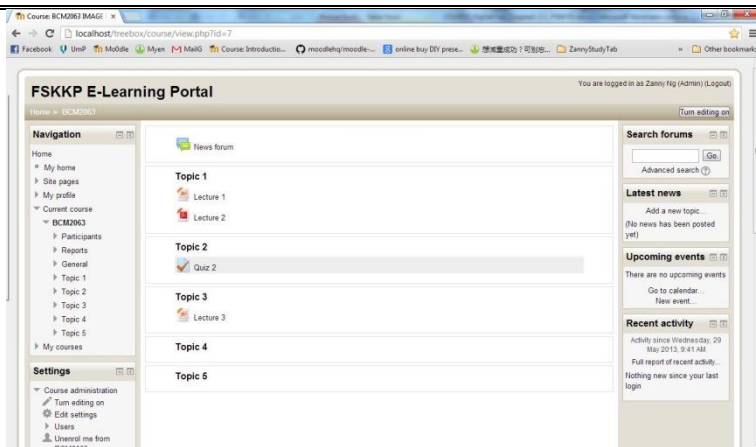 Course: BCM2063 IMAGE
localhost/treebox/course/view.php?id=7
Facebook
UmP
MoOdle
Myen
MailG
Course: Introductio...
moodlehq/moodle-...
online buy DIY prese...
ZannyStudyTab
»
Other bookmarks
FSKKP E-Learning Portal
You are logged in as Zanny Ng (Admin) (Logout)
Home ► BCM2063
Turn editing on
Navigation
Home
My home
Site pages
My profile
Current course
BCM2063
Participants
Reports
General
Topic 1
Topic 2
Topic 3
Topic 4
Topic 5
My courses
Settings
Course administration
Turn editing on
Edit settings
Users
Unenrol me from
BCM2063
News forum
Topic 1
Lecture 1
Lecture 2
Topic 2
Quiz 2
Topic 3
Lecture 3
Topic 4
Topic 5
Search forums
Go
Advanced search
Latest news
Add a new topic...
(No news has been posted
yet)
Upcoming events
There are no upcoming events
Go to calendar...
New event...
Recent activity
Activity since Wednesday, 29
May 2013, 9:41 AM
Full report of recent activity...
Nothing new since your last
login